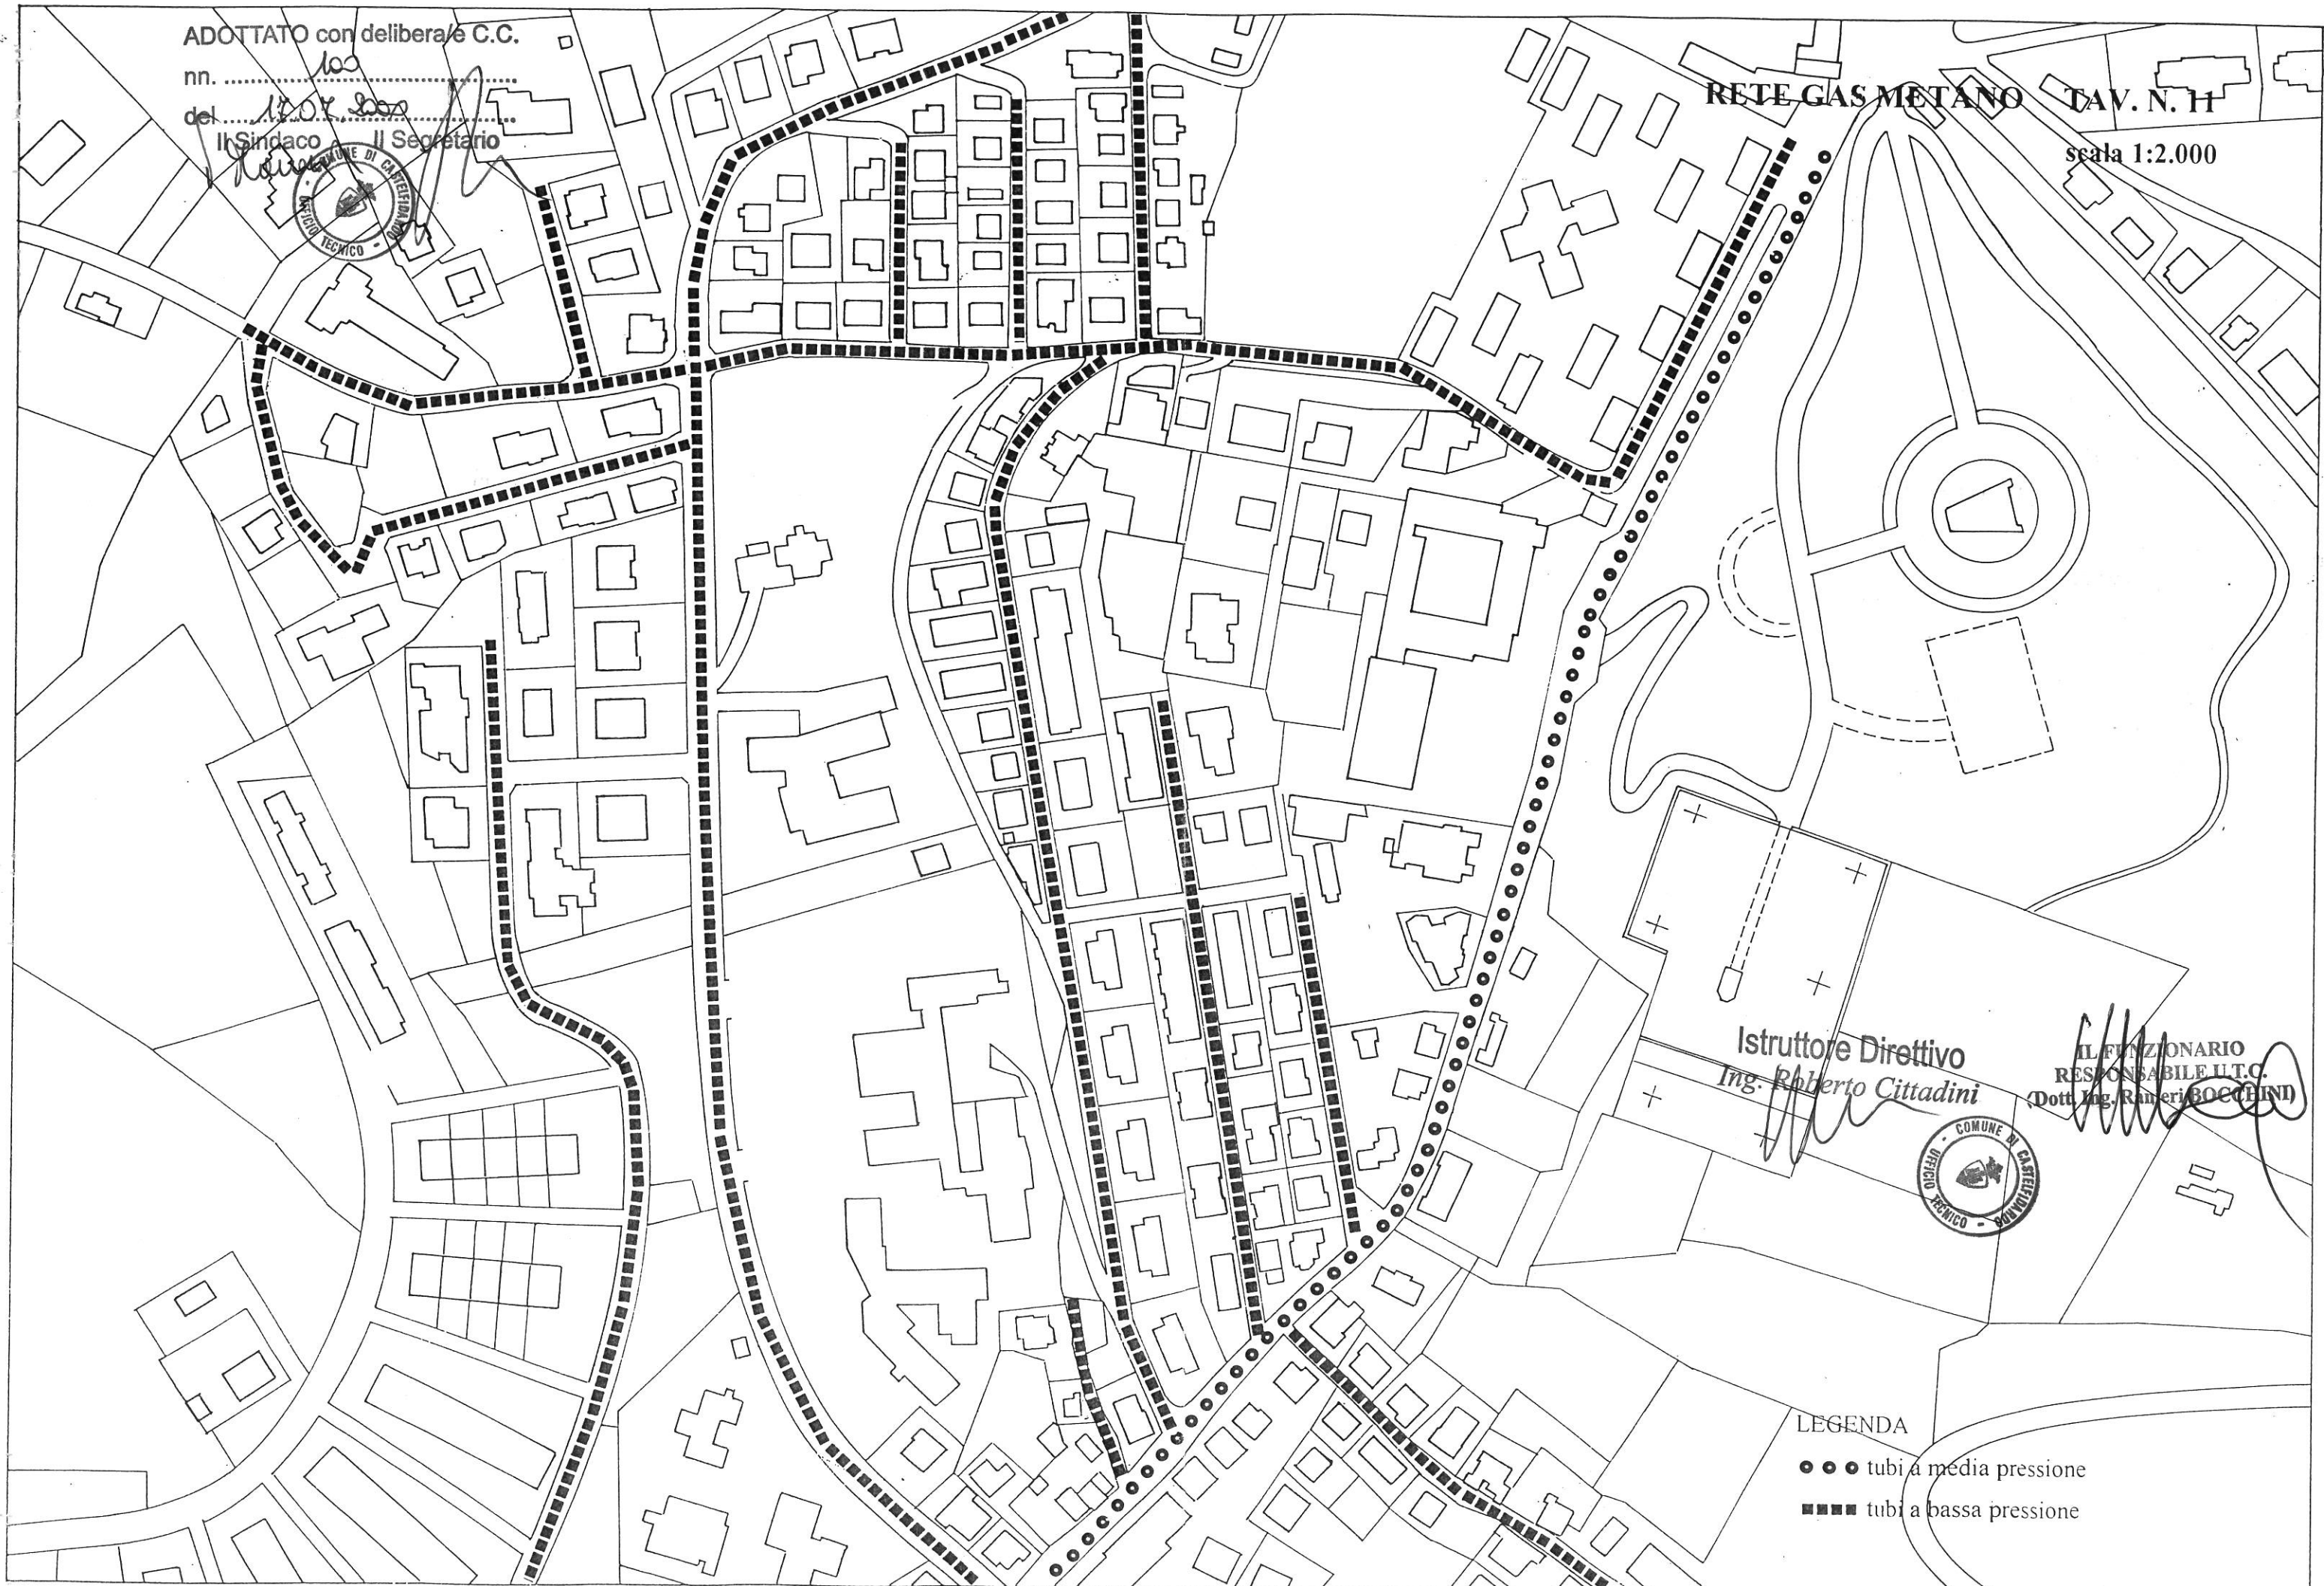 ADOTTATO con delibera/e C.C.
nn. ........100........
del ....17.07.2000....
Il Sindaco Il Segretario
COMUNE DI CASTELFIDARDO
- UFFICIO TECNICO -
RETE GAS METANO TAV. N. 11
scala 1:2.000
Istruttore Direttivo
Ing. Roberto Cittadini
IL FUNZIONARIO
RESPONSABILE U.T.C.
(Dott. Ing. Ranieri BOCCHINI)
- COMUNE DI CASTELFIDARDO
- UFFICIO TECNICO -
LEGENDA
tubi a media pressione
tubi a bassa pressione